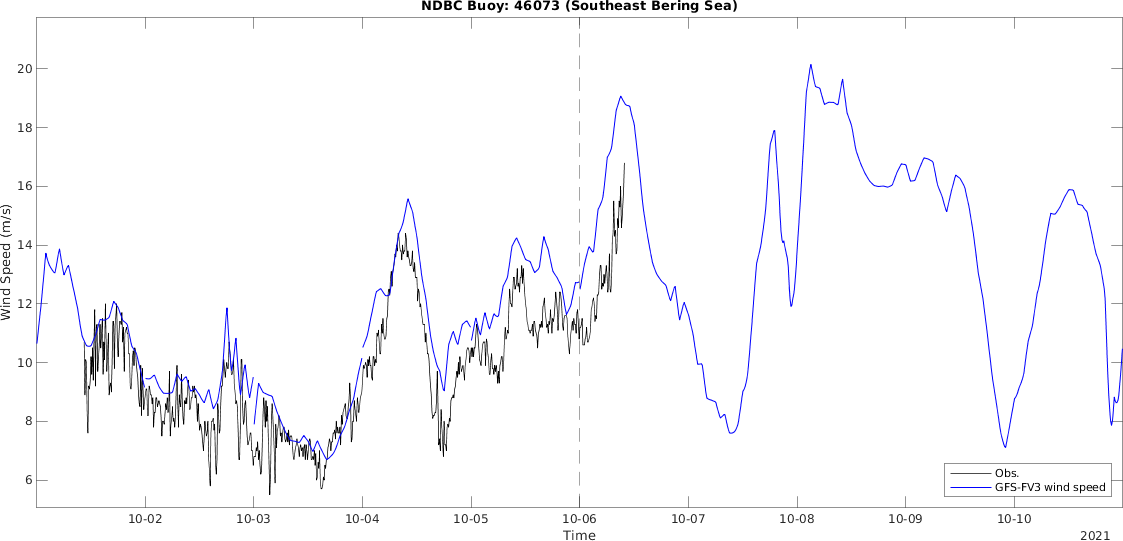 NDBC Buoy: 46073 (Southeast Bering Sea)
Wind Speed (m/s)
20
18
16
14
12
10
8
6
10-02 10-03 10-04 10-05 10-06 10-07 10-08 10-09 10-10
Time
2021
Obs.
GFS-FV3 wind speed